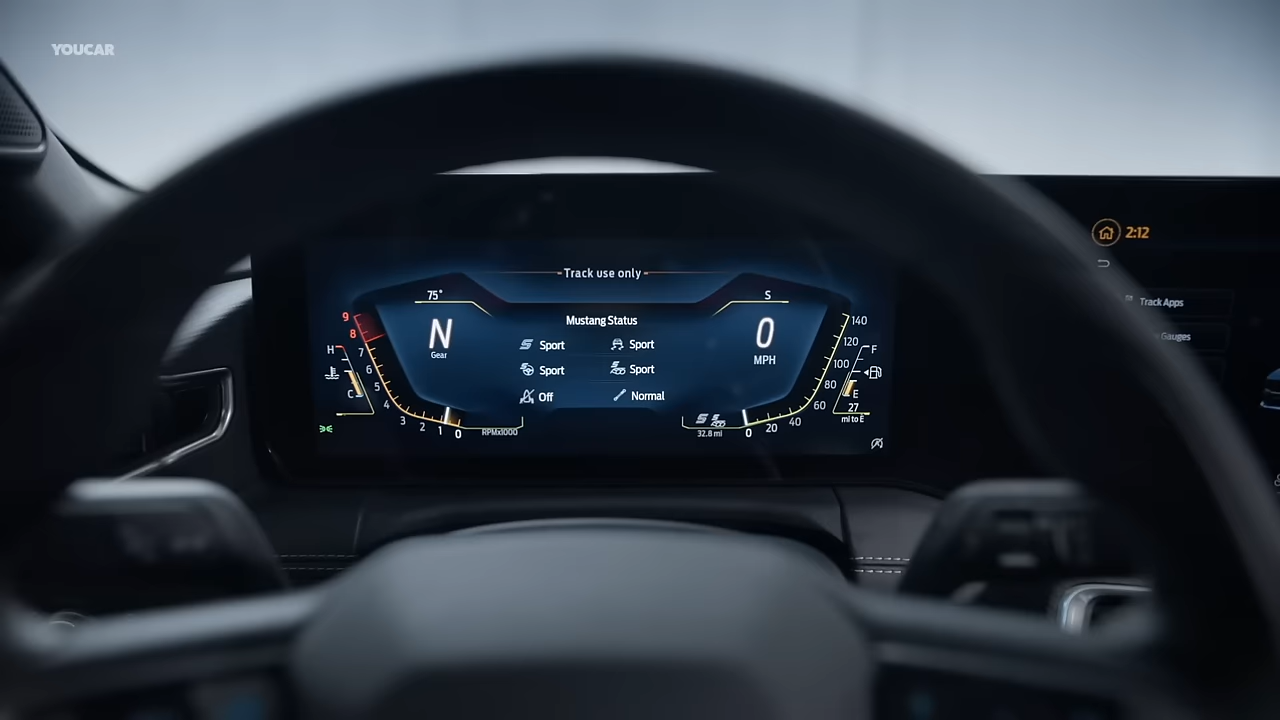 YOUCAR
2:12
Track use only
75°
S
Track Apps
Mustang Status
N
Gear
0
MPH
Sport
Sport
Sport
Sport
Off
Normal
Gauges
9
8
7
6
5
4
3
2
1
0
RPMx1000
H
C
140
120
100
80
60
40
20
0
32.8 mi
F
E
27
mi to E